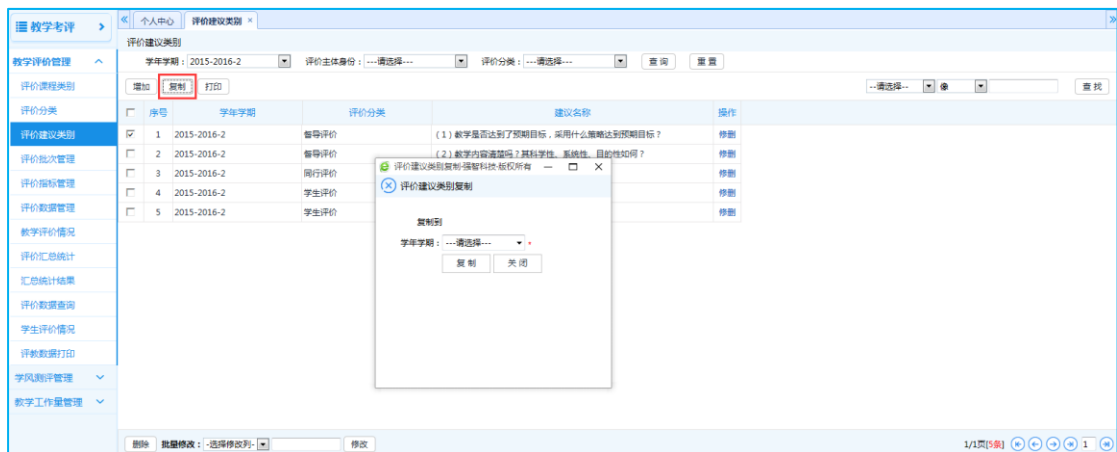 教学考评
个人中心 评价建议类别 ×
评价建议类别
学年学期：2015-2016-2 评价主体身份：---请选择--- 评价分类：---请选择--- 查询 重置
增加 复制 打印 --请选择-- 像 查找
序号 学年学期 评价分类 建议名称 操作
1 2015-2016-2 督导评价 （1）教学是否达到了预期目标，采用什么策略达到预期目标？ 修删
2 2015-2016-2 督导评价 （2）教学内容清楚吗？其科学性、系统性、目的性如何？ 修删
3 2015-2016-2 同行评价 修删
4 2015-2016-2 学生评价 修删
5 2015-2016-2 学生评价 修删
教学评价管理
评价课程类别
评价分类
评价建议类别
评价批次管理
评价指标管理
评价数据管理
教学评价情况
评价汇总统计
汇总统计结果
评价数据查询
学生评价情况
评教数据打印
学风测评管理
教学工作量管理
评价建议类别复制-强智科技-版权所有
评价建议类别复制
复制到
学年学期：---请选择--- *
复制 关闭
删除 批量修改：-选择修改列- 修改 1/1页[5条] 1